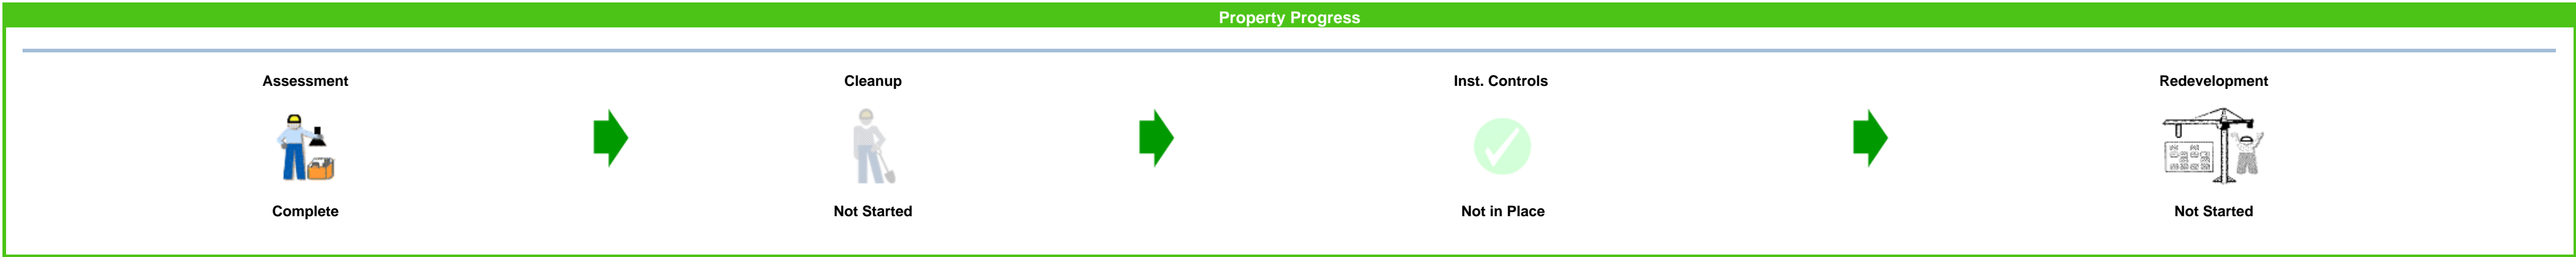 Property Progress
Assessment
Cleanup
Inst. Controls
Redevelopment
Complete
Not Started
Not in Place
Not Started